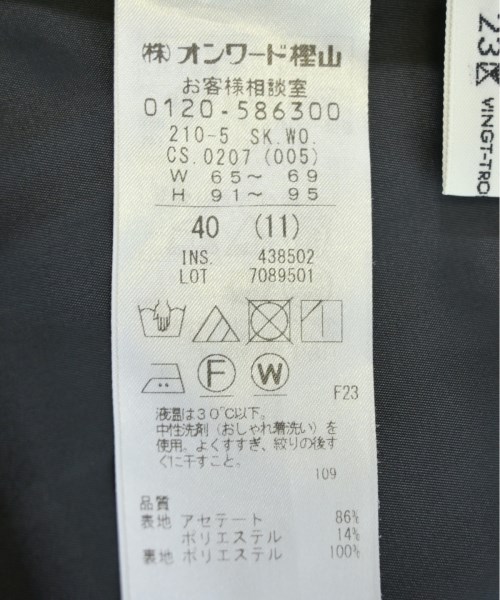 (株) オンワード樫山
お客様相談室
0120-586300
210-5 SK.WO.
CS.0207 (005)
W 65～ 69
H 91～ 95
40 (11)
INS. 438502
LOT 7089501
F
W
F23
液温は30℃以下。
中性洗剤(おしゃれ着洗い)を
使用。よくすすぎ、絞りの後す
ぐに干すこと。
109
品質
表地 アセテート 86%
ポリエステル 14%
裏地 ポリエステル 100%
23区
VINGT-TRO